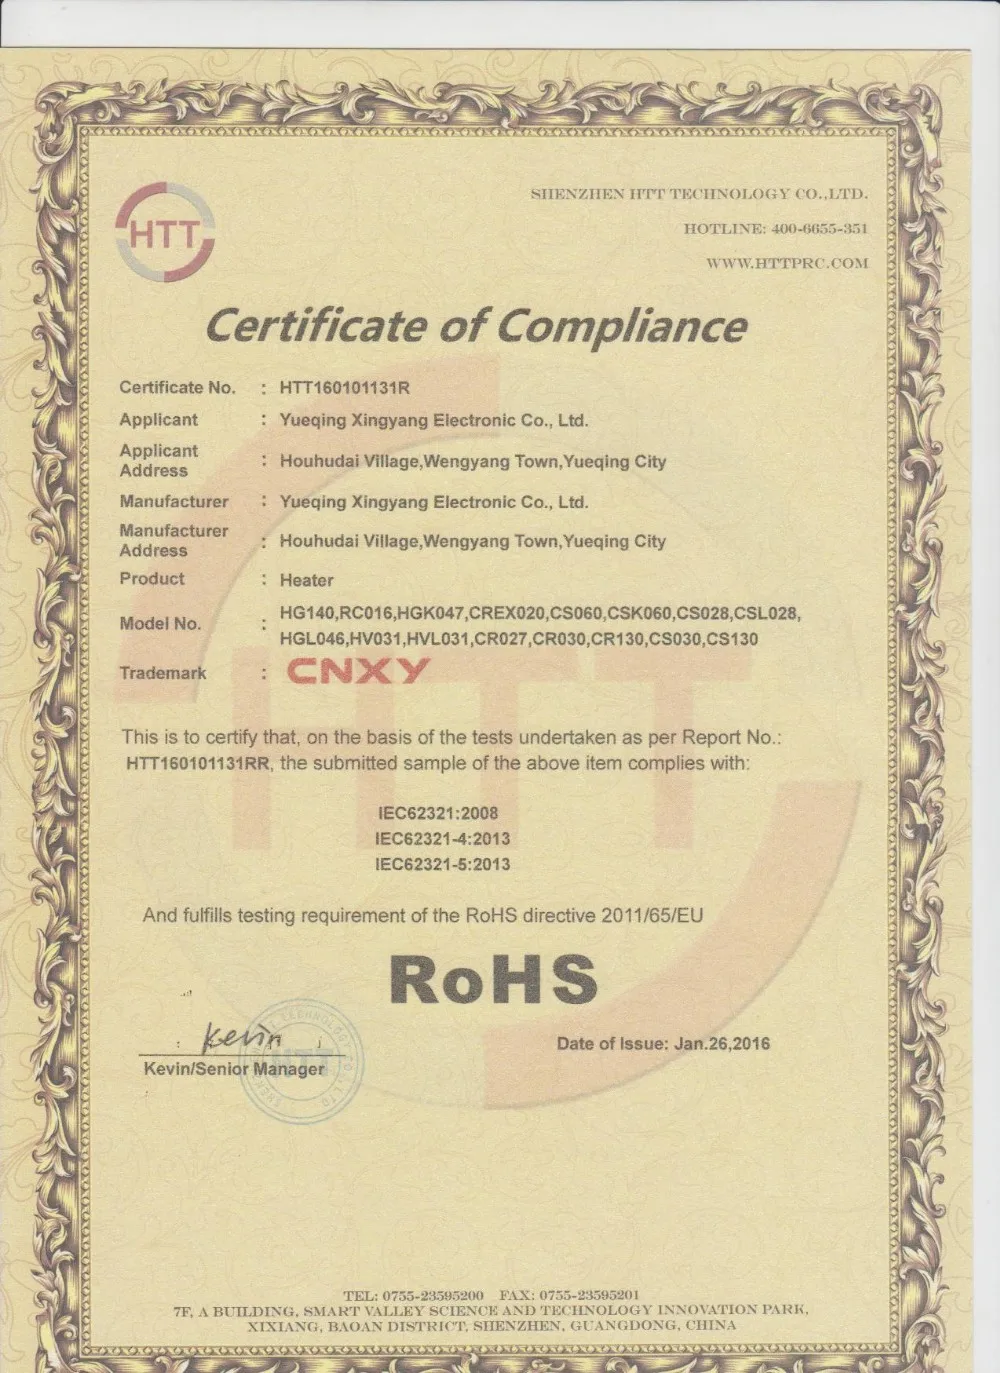 HTT
SHENZHEN HTT TECHNOLOGY CO.,LTD.
HOTLINE: 400-6655-351
WWW.HTTPRC.COM
Certificate of Compliance
Certificate No. : HTT160101131R
Applicant : Yueqing Xingyang Electronic Co., Ltd.
Applicant
Address : Houhudai Village,Wengyang Town,Yueqing City
Manufacturer : Yueqing Xingyang Electronic Co., Ltd.
Manufacturer
Address : Houhudai Village,Wengyang Town,Yueqing City
Product : Heater
Model No. : HG140,RC016,HGK047,CREX020,CS060,CSK060,CS028,CSL028,
HGL046,HV031,HVL031,CR027,CR030,CR130,CS030,CS130
Trademark : CNXY
HTT
This is to certify that, on the basis of the tests undertaken as per Report No.:
HTT160101131RR, the submitted sample of the above item complies with:
IEC62321:2008
IEC62321-4:2013
IEC62321-5:2013
And fulfills testing requirement of the RoHS directive 2011/65/EU
RoHS
Kevin
Date of Issue: Jan.26,2016
Kevin/Senior Manager
HTT
TEL: 0755-23595200 FAX: 0755-23595201
7F, A BUILDING, SMART VALLEY SCIENCE AND TECHNOLOGY INNOVATION PARK,
XIXIANG, BAOAN DISTRICT, SHENZHEN, GUANGDONG, CHINA